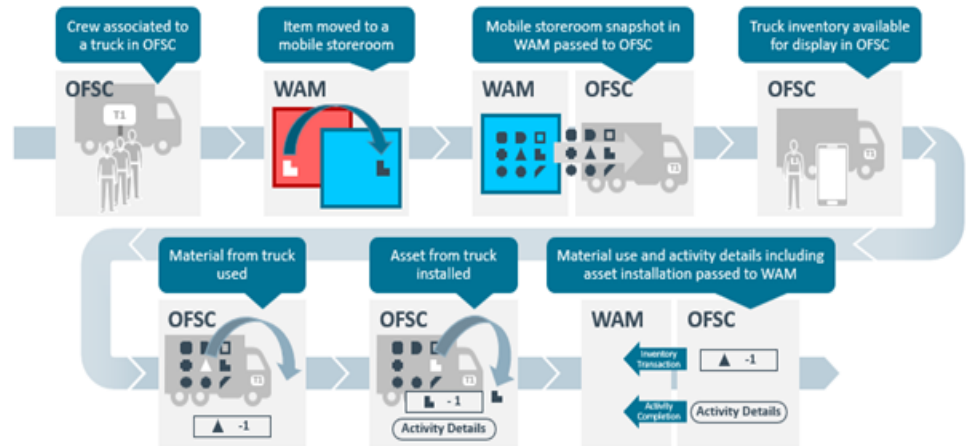 Crew associated to
a truck in OFSC
OFSC
T1
Item moved to a
mobile storeroom
WAM
Mobile storeroom snapshot in
WAM passed to OFSC
WAM
OFSC
T1
Truck inventory available
for display in OFSC
OFSC
T1
Material from truck
used
OFSC
T1
▲ -1
Asset from truck
installed
OFSC
T1
- 1
Activity Details
Material use and activity details including
asset installation passed to WAM
WAM
OFSC
Inventory
Transaction
▲ -1
Activity
Completion
Activity Details